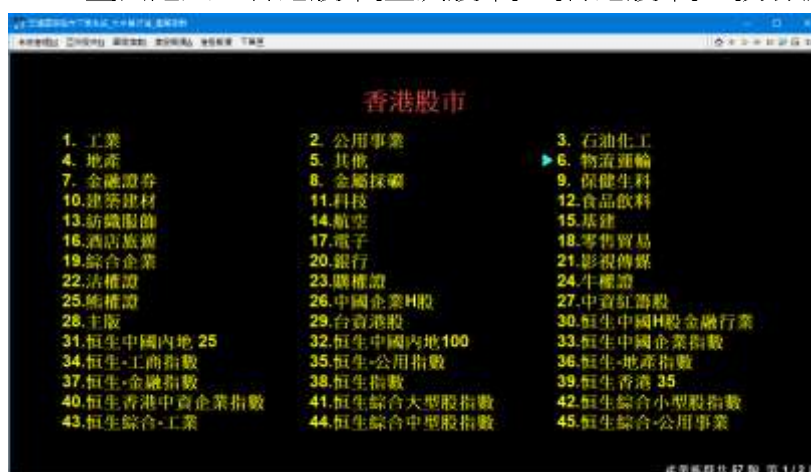 香港股市
1. 工業 2. 公用事業 3. 石油化工
4. 地產 5. 其他 6. 物流運輸
7. 金融證券 8. 金屬採礦 9. 保健生科
10.建築建材 11.科技 12.食品飲料
13.紡織服飾 14.航空 15.基建
16.酒店旅遊 17.電子 18.零售貿易
19.綜合企業 20.銀行 21.影視傳媒
22.沽權證 23.購權證 24.牛權證
25.熊權證 26.中國企業H股 27.中資紅籌股
28.主版 29.台資港股 30.恒生中國H股金融行業
31.恒生中國內地 25 32.恒生中國內地100 33.恒生中國企業指數
34.恒生-工商指數 35.恒生-公用指數 36.恒生-地產指數
37.恒生-金融指數 38.恒生指數 39.恒生香港 35
40.恒生香港中資企業指數 41.恒生綜合大型股指數 42.恒生綜合小型股指數
43.恒生綜合-工業 44.恒生綜合中型股指數 45.恒生綜合-公用事業